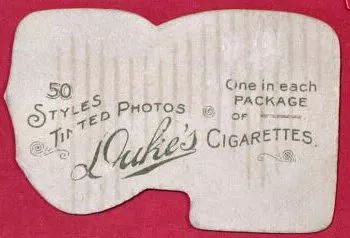 50
STYLES
TINTED PHOTOS
One in each
PACKAGE
OF
Duke's CIGARETTES.